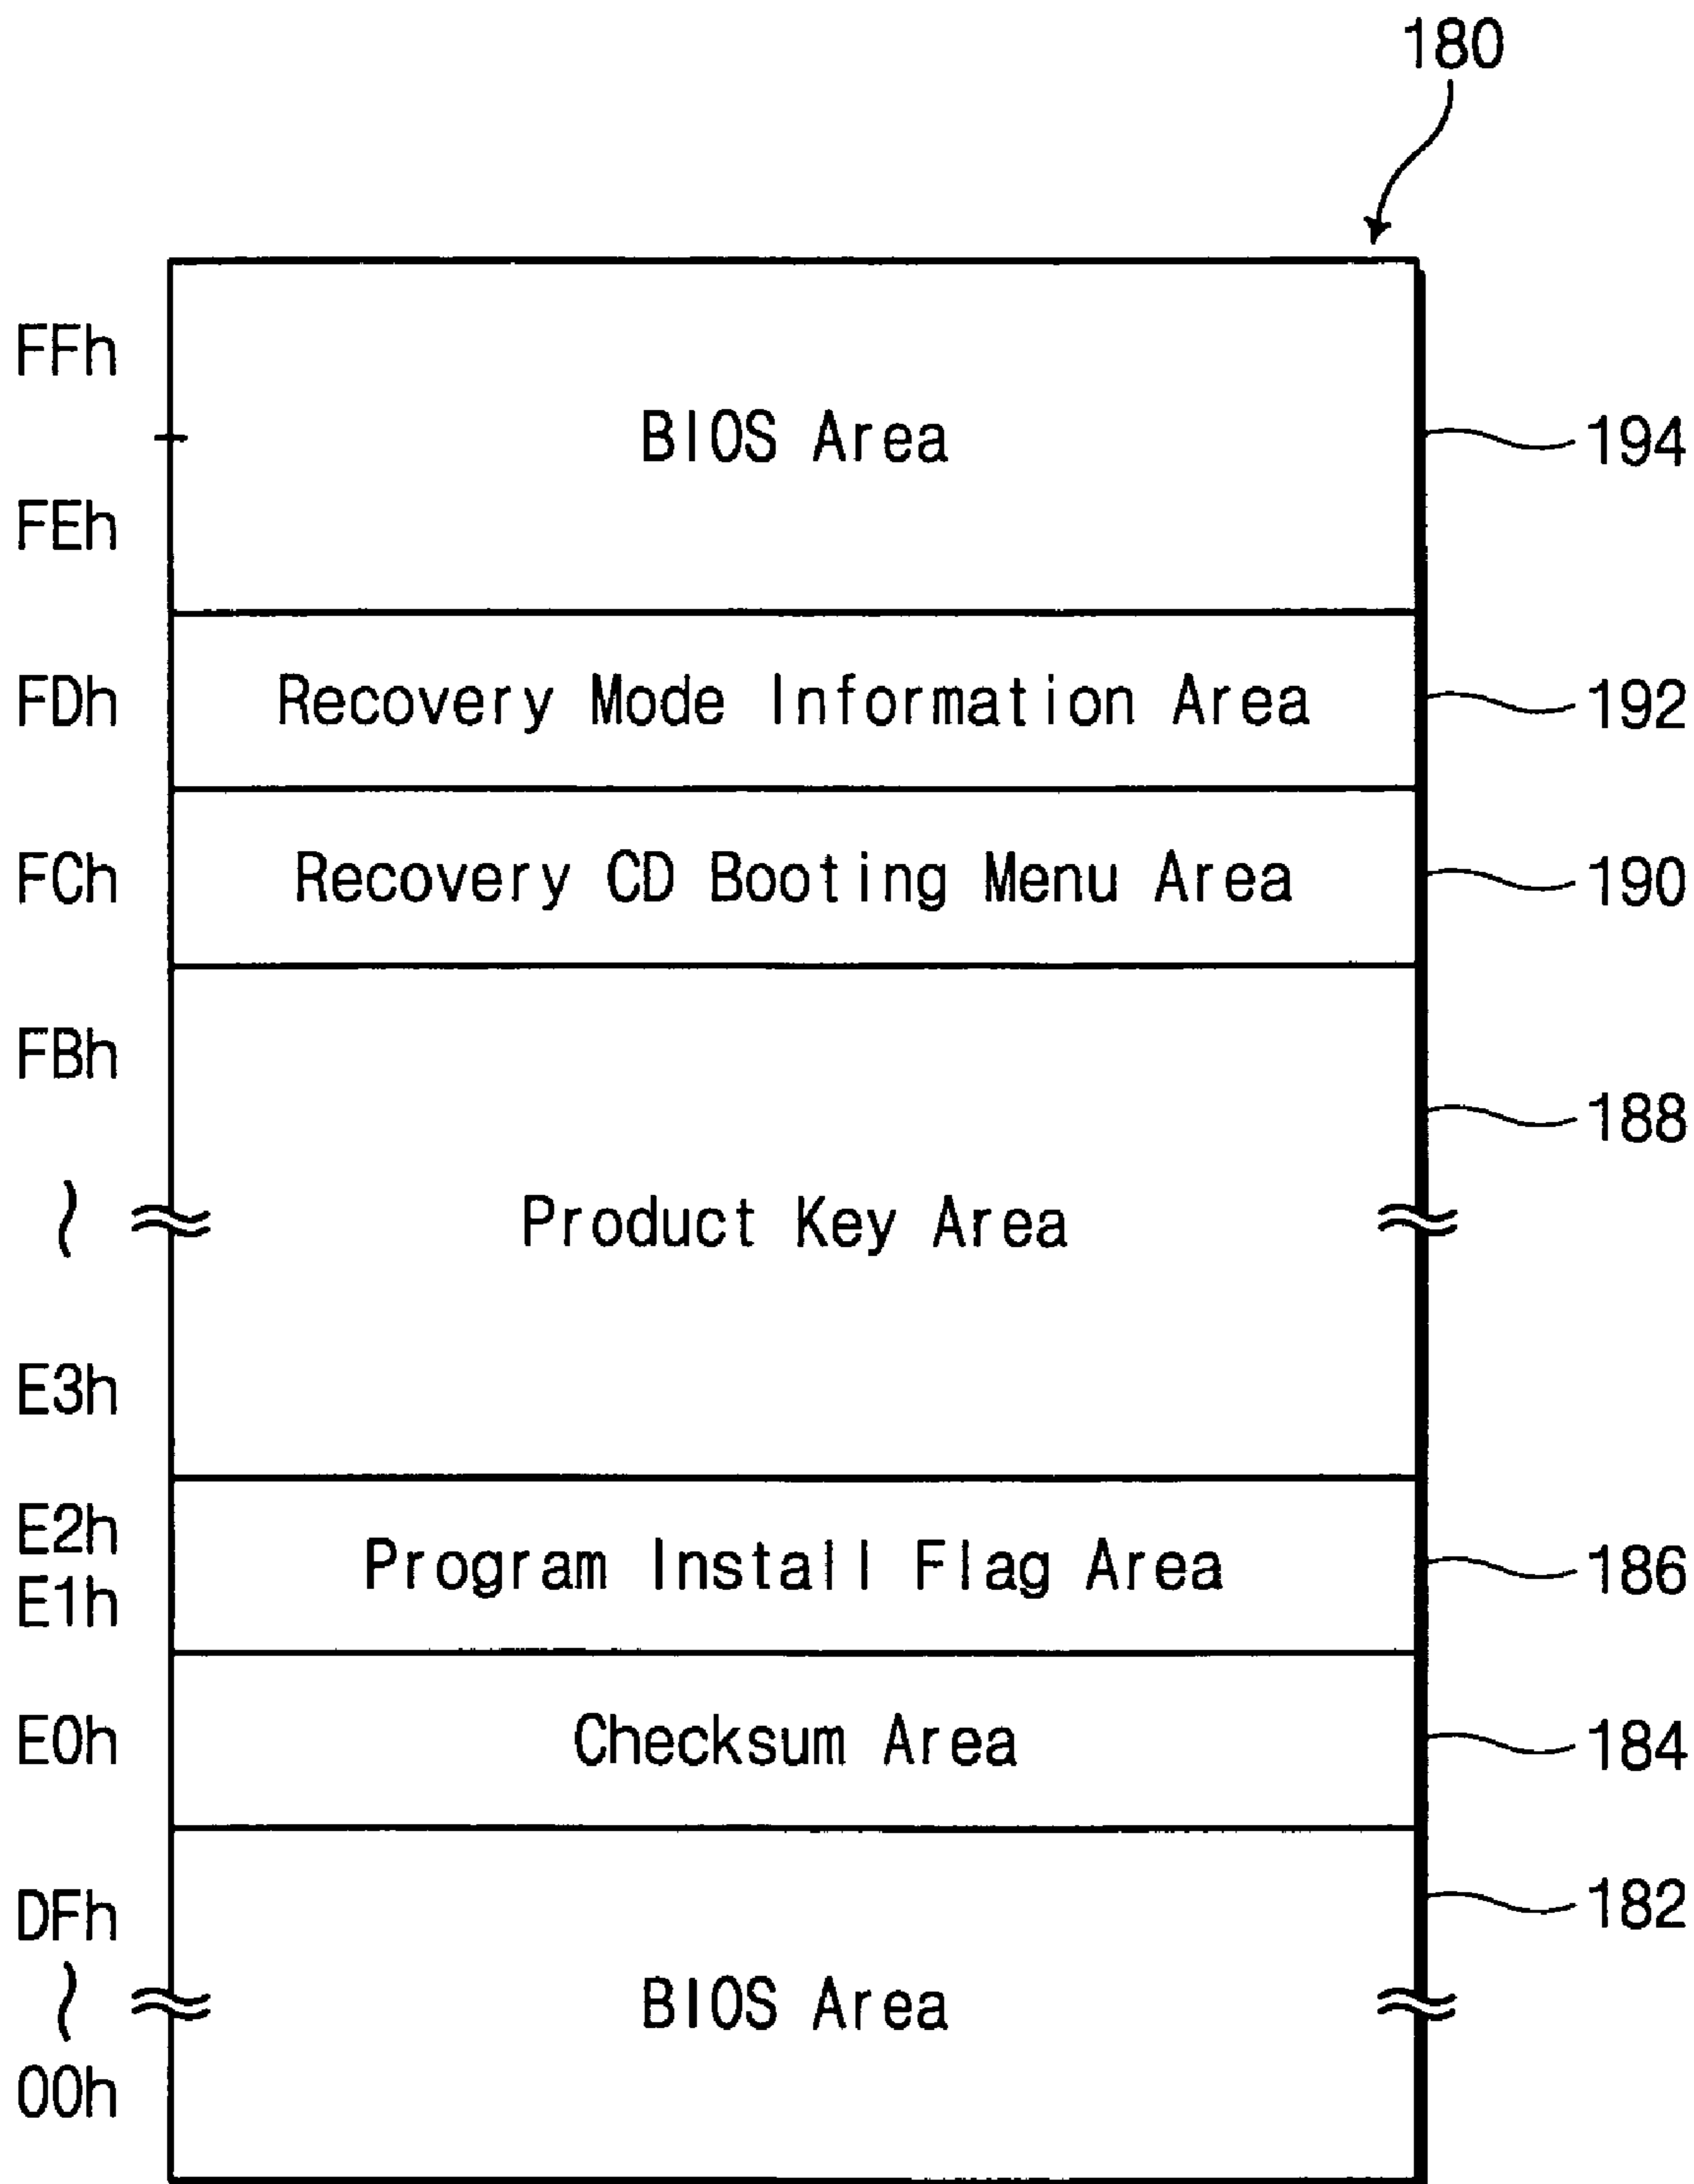 180
FFh
BIOS Area
194
FEh
FDh
Recovery Mode Information Area
192
FCh
Recovery CD Booting Menu Area
190
FBh
188
~
Product Key Area
E3h
E2h
Program Install Flag Area
186
E1h
E0h
Checksum Area
184
DFh
182
~
BIOS Area
00h